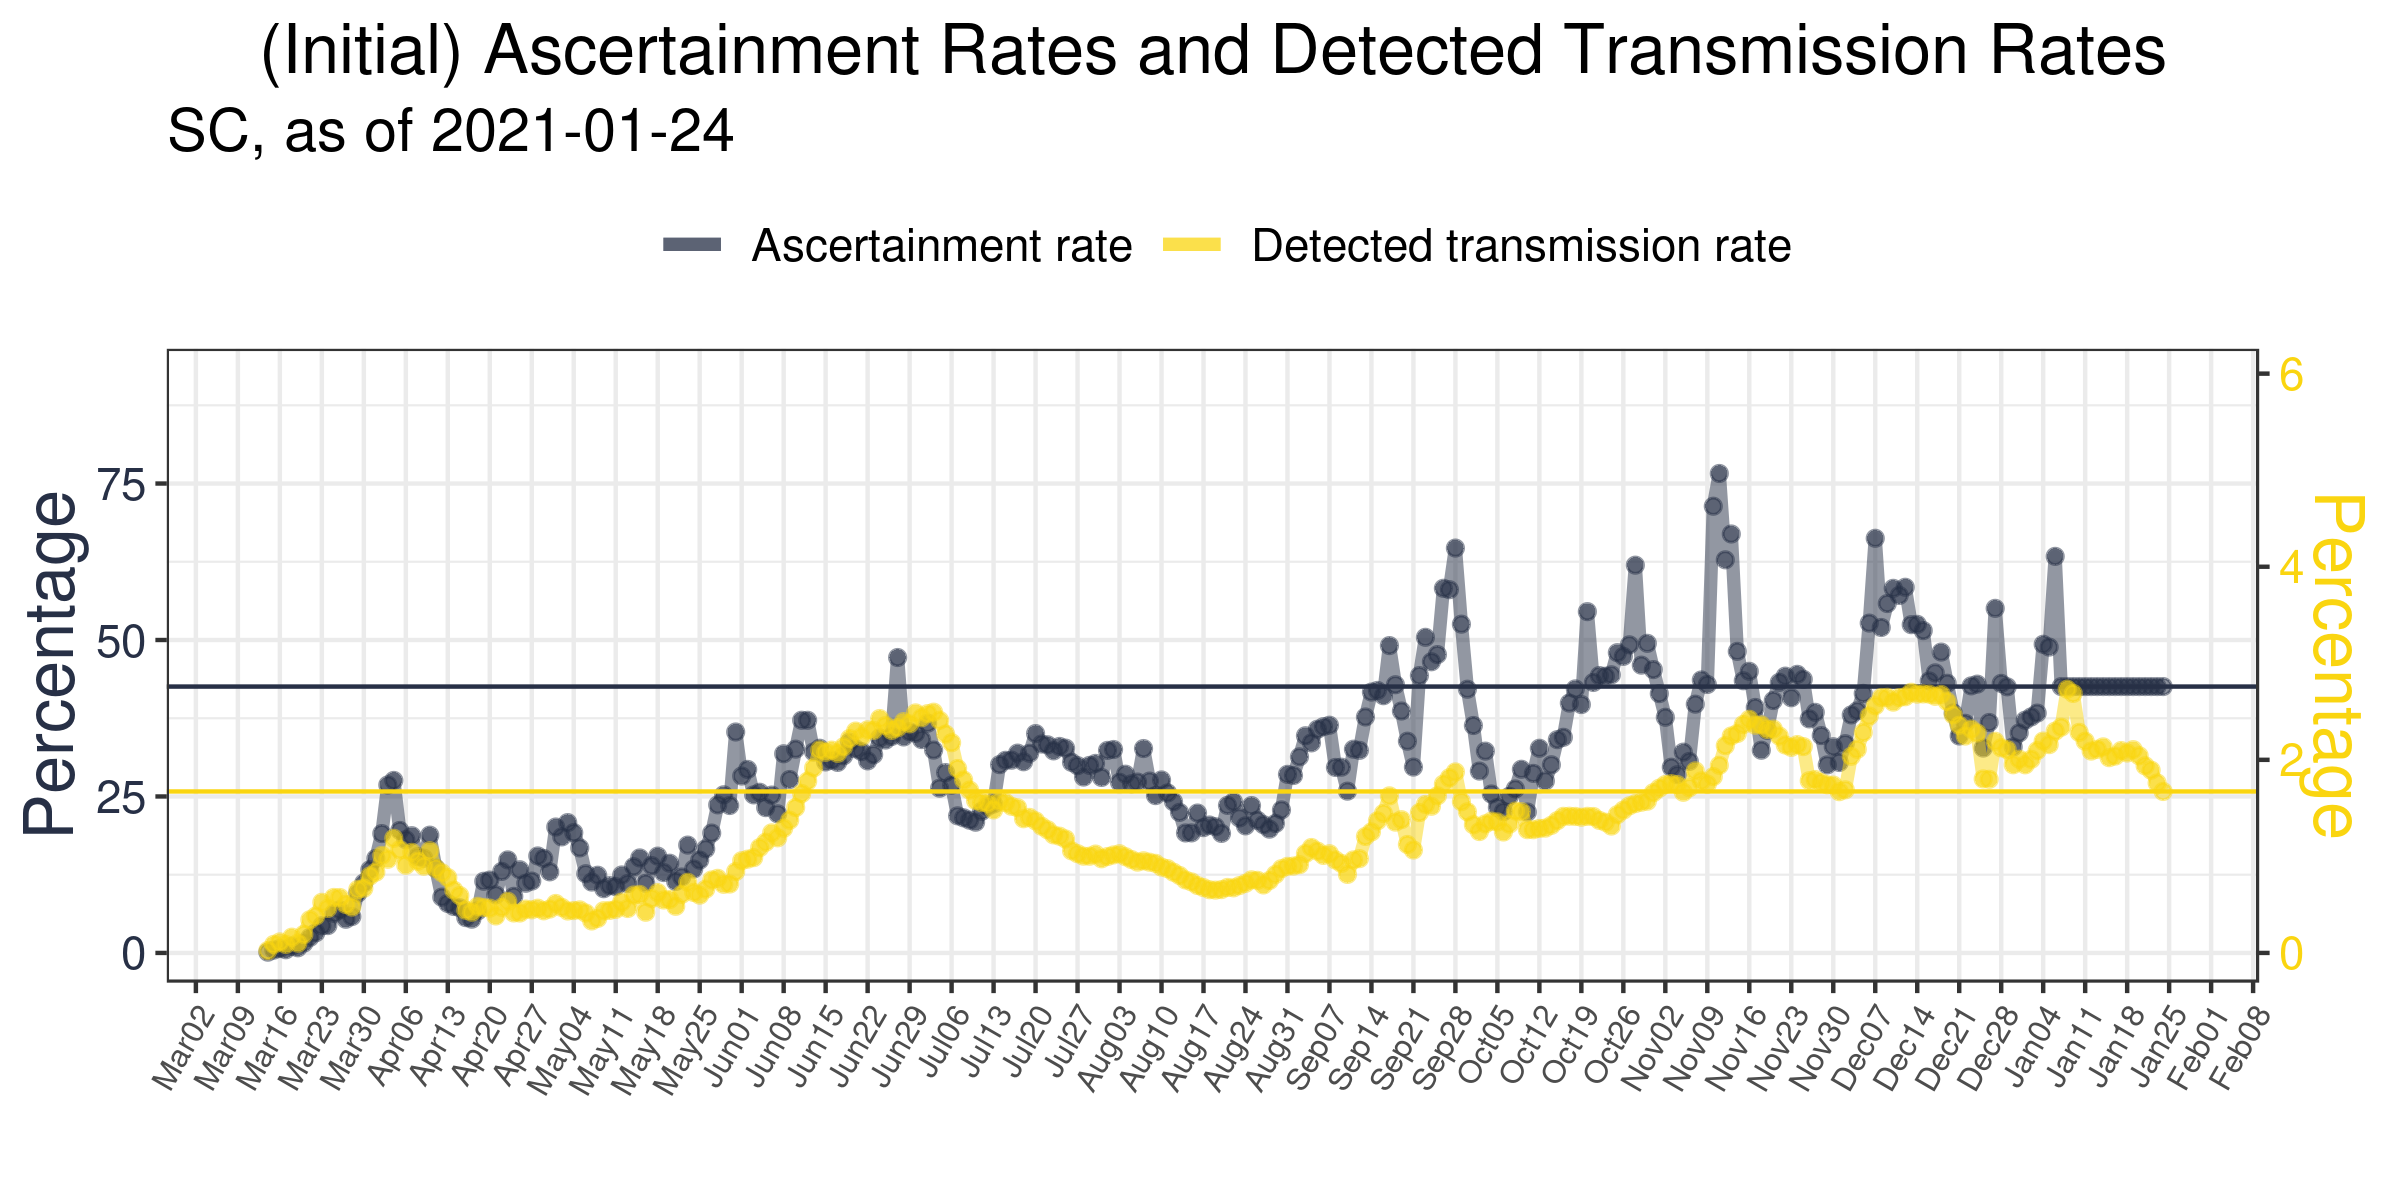 (Initial) Ascertainment Rates and Detected Transmission Rates
SC, as of 2021-01-24
Ascertainment rate Detected transmission rate
Percentage
75
50
25
0
6
4
2
0
Percentage
Mar02 Mar09 Mar16 Mar23 Mar30 Apr06 Apr13 Apr20 Apr27 May04 May11 May18 May25 Jun01 Jun08 Jun15 Jun22 Jun29 Jul06 Jul13 Jul20 Jul27 Aug03 Aug10 Aug17 Aug24 Aug31 Sep07 Sep14 Sep21 Sep28 Oct05 Oct12 Oct19 Oct26 Nov02 Nov09 Nov16 Nov23 Nov30 Dec07 Dec14 Dec21 Dec28 Jan04 Jan11 Jan18 Jan25 Feb01 Feb08